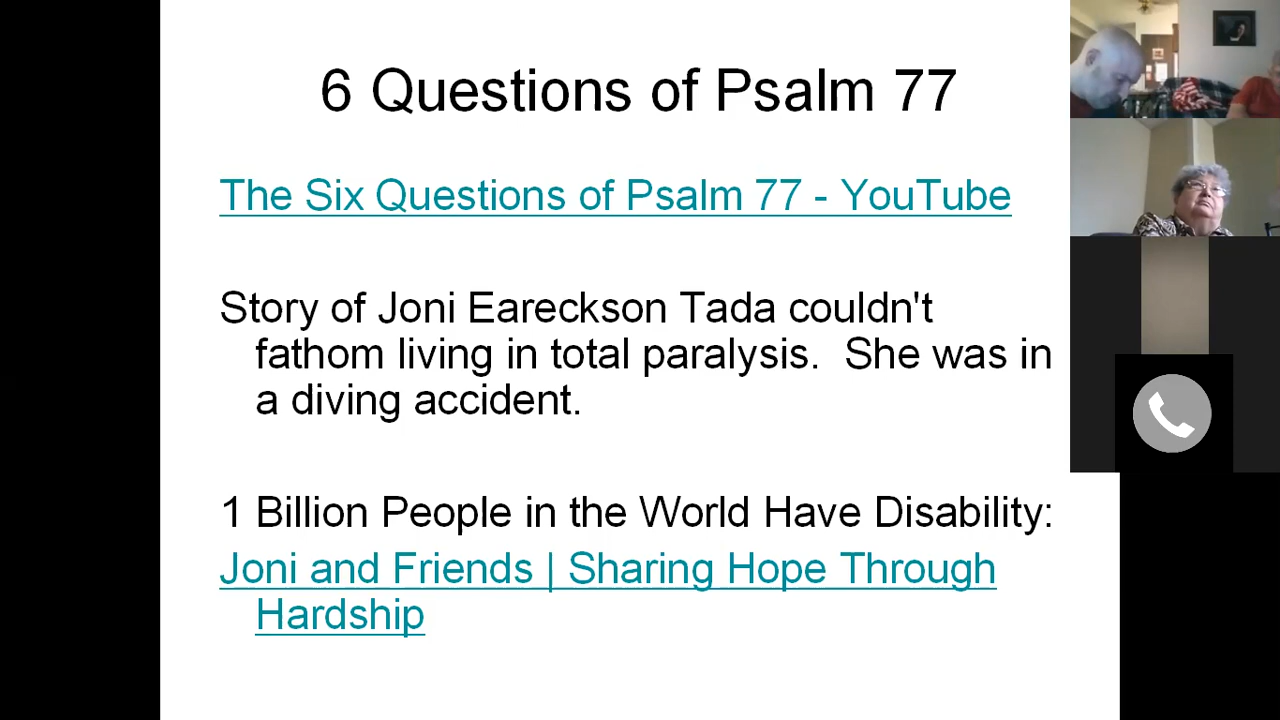 6 Questions of Psalm 77
The Six Questions of Psalm 77 - YouTube
Story of Joni Eareckson Tada couldn't
fathom living in total paralysis.  She was in
a diving accident.
1 Billion People in the World Have Disability:
Joni and Friends | Sharing Hope Through
Hardship